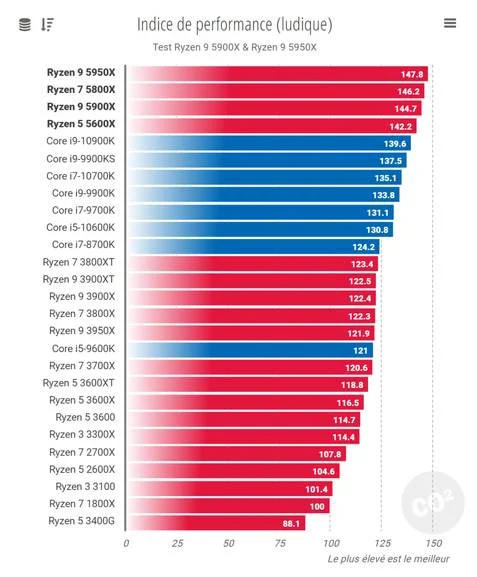 Indice de performance (ludique)
Test Ryzen 9 5900X & Ryzen 9 5950X
Ryzen 9 5950X 147.8
Ryzen 7 5800X 146.2
Ryzen 9 5900X 144.7
Ryzen 5 5600X 142.2
Core i9-10900K 139.6
Core i9-9900KS 137.5
Core i7-10700K 135.1
Core i9-9900K 133.8
Core i7-9700K 131.1
Core i5-10600K 130.8
Core i7-8700K 124.2
Ryzen 7 3800XT 123.4
Ryzen 9 3900XT 122.5
Ryzen 9 3900X 122.4
Ryzen 7 3800X 122.3
Ryzen 9 3950X 121.9
Core i5-9600K 121
Ryzen 7 3700X 120.6
Ryzen 5 3600XT 118.8
Ryzen 5 3600X 116.5
Ryzen 5 3600 114.7
Ryzen 3 3300X 114.4
Ryzen 7 2700X 107.8
Ryzen 5 2600X 104.6
Ryzen 3 3100 101.4
Ryzen 7 1800X 100
Ryzen 5 3400G 88.1
CO²
0 25 50 75 100 125 150
Le plus élevé est le meilleur